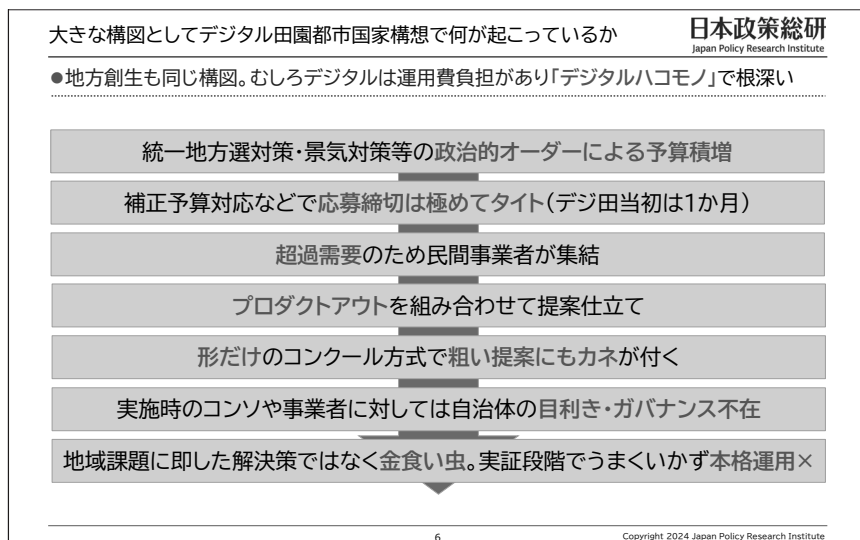 大きな構図としてデジタル田園都市国家構想で何が起こっているか
日本政策総研
Japan Policy Research Institute
●地方創生も同じ構図。むしろデジタルは運用費負担があり「デジタルハコモノ」で根深い
統一地方選対策・景気対策等の政治的オーダーによる予算積増
補正予算対応などで応募締切は極めてタイト(デジ田当初は1か月)
超過需要のため民間事業者が集結
プロダクトアウトを組み合わせて提案仕立て
形だけのコンクール方式で粗い提案にもカネが付く
実施時のコンソや事業者に対しては自治体の目利き・ガバナンス不在
地域課題に即した解決策ではなく金食い虫。実証段階でうまくいかず本格運用×
6
Copyright 2024 Japan Policy Research Institute